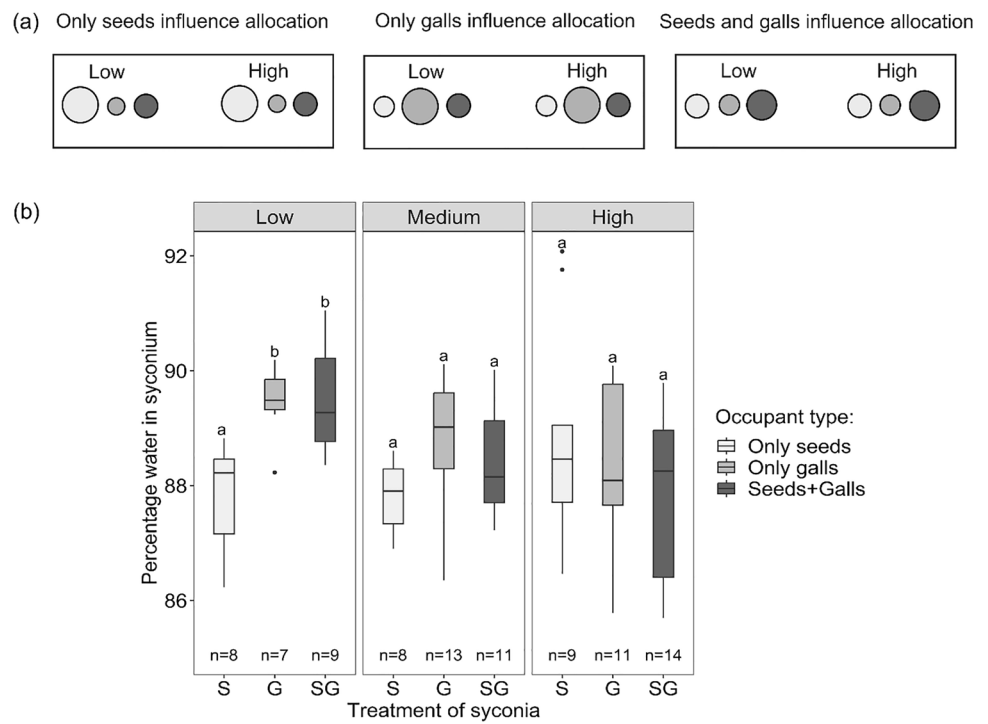 (a) Only seeds influence allocation Only galls influence allocation Seeds and galls influence allocation
Low High Low High Low High
(b)
Low Medium High
Percentage water in syconium
92
90
88
86
a b b a a a a a a
n=8 n=7 n=9 n=8 n=13 n=11 n=9 n=11 n=14
S G SG S G SG S G SG
Treatment of syconia
Occupant type:
Only seeds
Only galls
Seeds+Galls